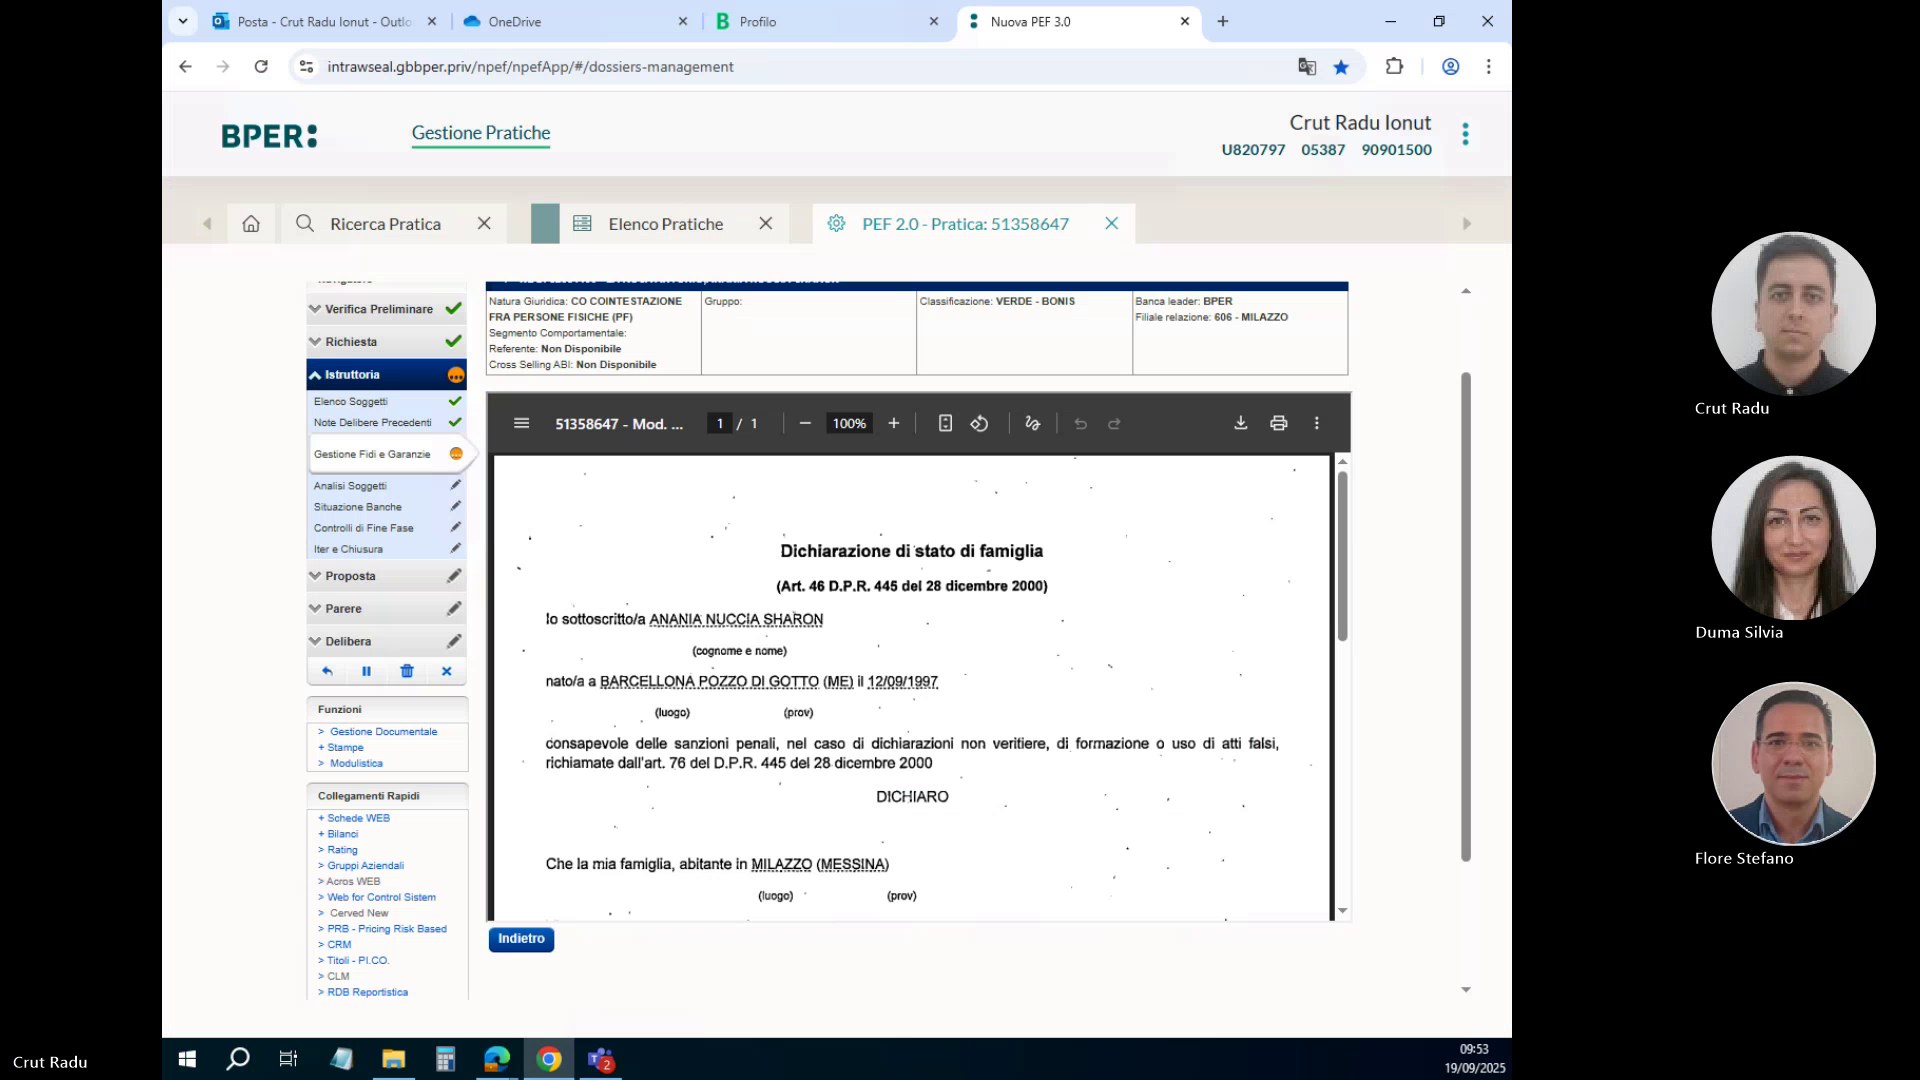 Posta - Crut Radu Ionut - Outlo
OneDrive
Profilo
Nuova PEF 3.0
intrawseal.gbbper.priv/npef/npefApp/#/dossiers-management
BPER:
Gestione Pratiche
Crut Radu Ionut
U820797 05387 90901500
Ricerca Pratica
Elenco Pratiche
PEF 2.0 - Pratica: 51358647
Verifica Preliminare
Richiesta
Istruttoria
Elenco Soggetti
Note Delibere Precedenti
Gestione Fidi e Garanzie
Analisi Soggetti
Situazione Banche
Controlli di Fine Fase
Iter e Chiusura
Proposta
Parere
Delibera
Funzioni
> Gestione Documentale
+ Stampe
> Modulistica
Collegamenti Rapidi
+ Schede WEB
+ Bilanci
> Rating
> Gruppi Aziendali
> Acros WEB
> Web for Control Sistem
> Cerved New
> PRB - Pricing Risk Based
> CRM
> Titoli - PI.CO.
> CLM
> RDB Reportistica
Natura Giuridica: CO COINTESTAZIONE
FRA PERSONE FISICHE (PF)
Segmento Comportamentale:
Referente: Non Disponibile
Cross Selling ABI: Non Disponibile
Gruppo:
Classificazione: VERDE - BONIS
Banca leader: BPER
Filiale relazione: 606 - MILAZZO
51358647 - Mod. ...
1 / 1
100%
Dichiarazione di stato di famiglia
(Art. 46 D.P.R. 445 del 28 dicembre 2000)
Io sottoscritto/a ANANIA NUCCIA SHARON
(cognome e nome)
nato/a a BARCELLONA POZZO DI GOTTO (ME) il 12/09/1997
(luogo) (prov)
consapevole delle sanzioni penali, nel caso di dichiarazioni non veritiere, di formazione o uso di atti falsi,
richiamate dall'art. 76 del D.P.R. 445 del 28 dicembre 2000
DICHIARO
Che la mia famiglia, abitante in MILAZZO (MESSINA)
(luogo) (prov)
Indietro
Crut Radu
Duma Silvia
Flore Stefano
Crut Radu
2
09:53
19/09/2025